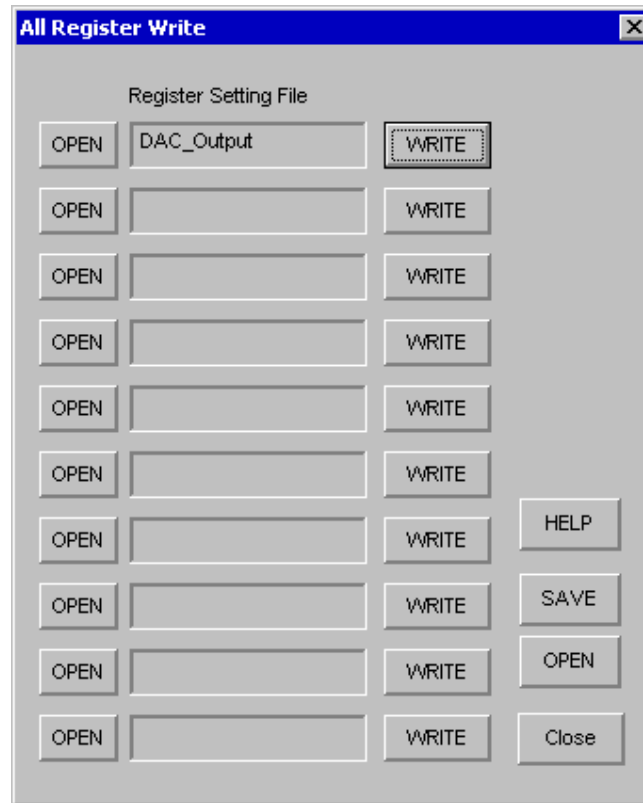 All Register Write
Register Setting File
OPEN DAC_Output WRITE
OPEN WRITE
OPEN WRITE
OPEN WRITE
OPEN WRITE
OPEN WRITE
OPEN WRITE HELP
OPEN WRITE SAVE
OPEN WRITE OPEN
OPEN WRITE Close